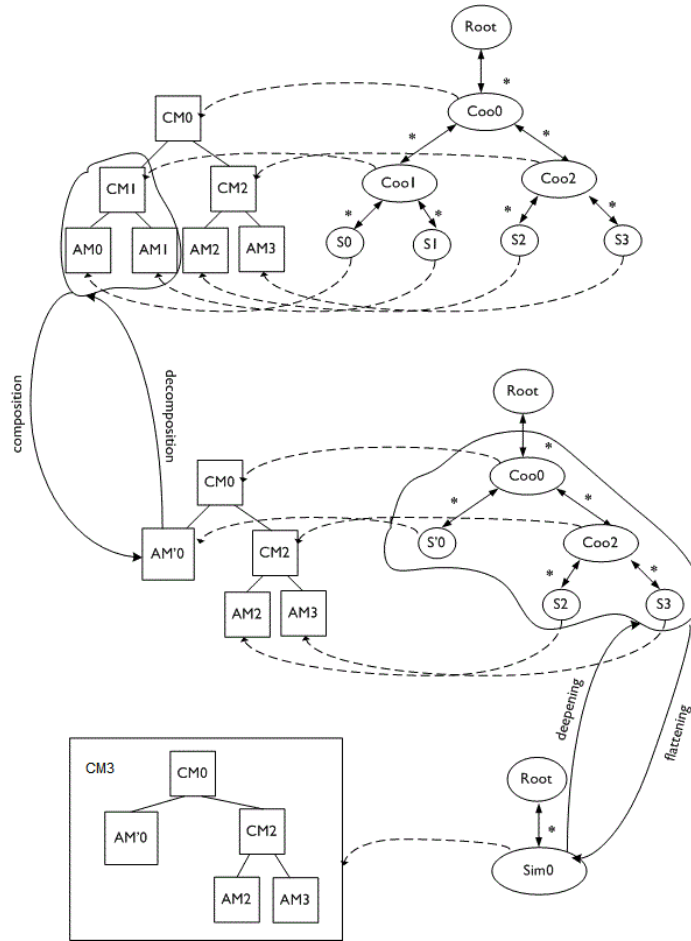 Root
*
CM0
Coo0
*
*
CM1
CM2
Coo1
Coo2
*
*
*
*
AM0
AM1
AM2
AM3
S0
S1
S2
S3
composition
decomposition
Root
*
CM0
Coo0
*
*
AM'0
CM2
S'0
Coo2
*
*
AM2
AM3
S2
S3
deepening
flattening
CM3
CM0
Root
AM'0
CM2
*
Sim0
AM2
AM3